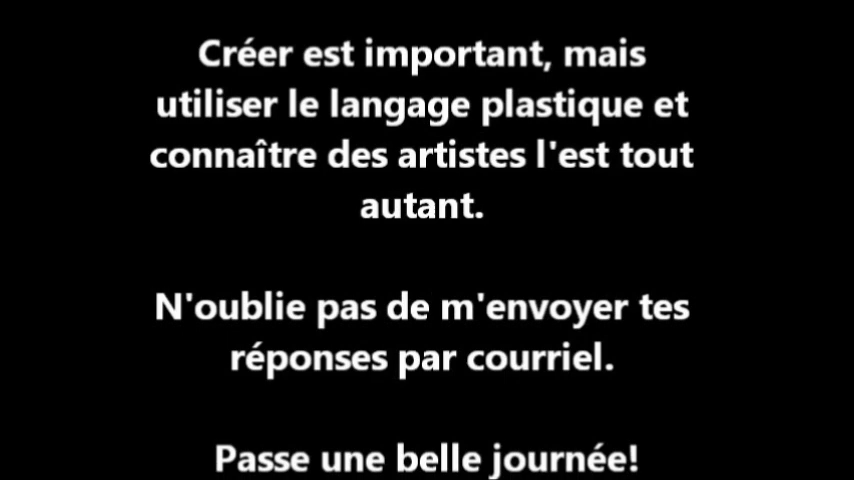 Créer est important, mais
utiliser le langage plastique et
connaître des artistes l'est tout
autant.
N'oublie pas de m'envoyer tes
réponses par courriel.
Passe une belle journée!